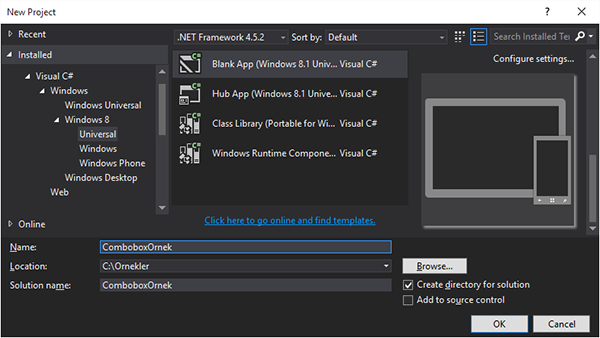 New Project
Recent
.NET Framework 4.5.2 Sort by: Default Search Installed Te
Installed
Visual C#
Windows
Windows Universal
Windows 8
Universal
Windows
Windows Phone
Windows Desktop
Web
Online
Blank App (Windows 8.1 Univ... Visual C#
Hub App (Windows 8.1 Unive... Visual C#
Class Library (Portable for Wi... Visual C#
Windows Runtime Compone... Visual C#
Click here to go online and find templates.
Configure settings...
Name: ComboboxOrnek
Location: C:\Ornekler Browse...
Solution name: ComboboxOrnek
Create directory for solution
Add to source control
OK Cancel